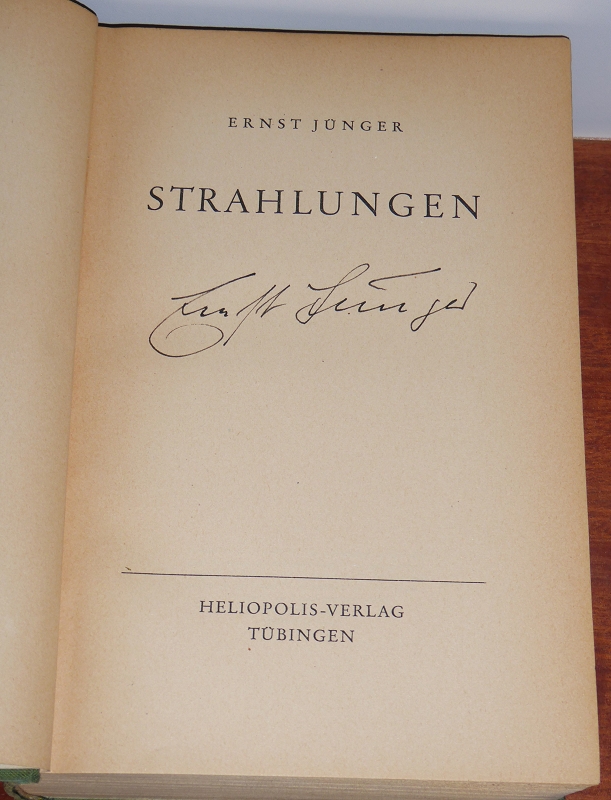 ERNST JÜNGER
STRAHLUNGEN
Ernst Jünger
HELIOPOLIS-VERLAG
TÜBINGEN